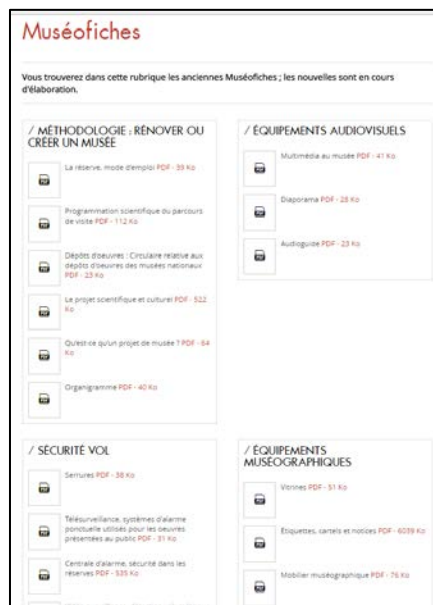 Muséofiches
Vous trouverez dans cette rubrique les anciennes Muséofiches ; les nouvelles sont en cours
d'élaboration.
/ MÉTHODOLOGIE : RÉNOVER OU
CRÉER UN MUSÉE
La réserve, mode d'emploi PDF - 39 Ko
Programmation scientifique du parcours
de visite PDF - 112 Ko
Dépôts d'oeuvres : Circulaire relative aux
dépôts d'oeuvres des musées nationaux
PDF - 23 Ko
Le projet scientifique et culturel PDF - 522
Ko
Qu'est-ce qu'un projet de musée ? PDF - 64
Ko
Organigramme PDF - 40 Ko
/ ÉQUIPEMENTS AUDIOVISUELS
Multimédia au musée PDF - 41 Ko
Diaporama PDF - 28 Ko
Audioguide PDF - 23 Ko
/ SÉCURITÉ VOL
Serrures PDF - 38 Ko
Télésurveillance, systèmes d'alarme
ponctuelle utilisés pour les oeuvres
présentées au public PDF - 31 Ko
Centrale d'alarme, sécurité dans les
réserves PDF - 535 Ko
/ ÉQUIPEMENTS
MUSÉOGRAPHIQUES
Vitrines PDF - 51 Ko
Etiquettes, cartels et notices PDF - 6039 Ko
Mobilier muséographique PDF - 76 Ko